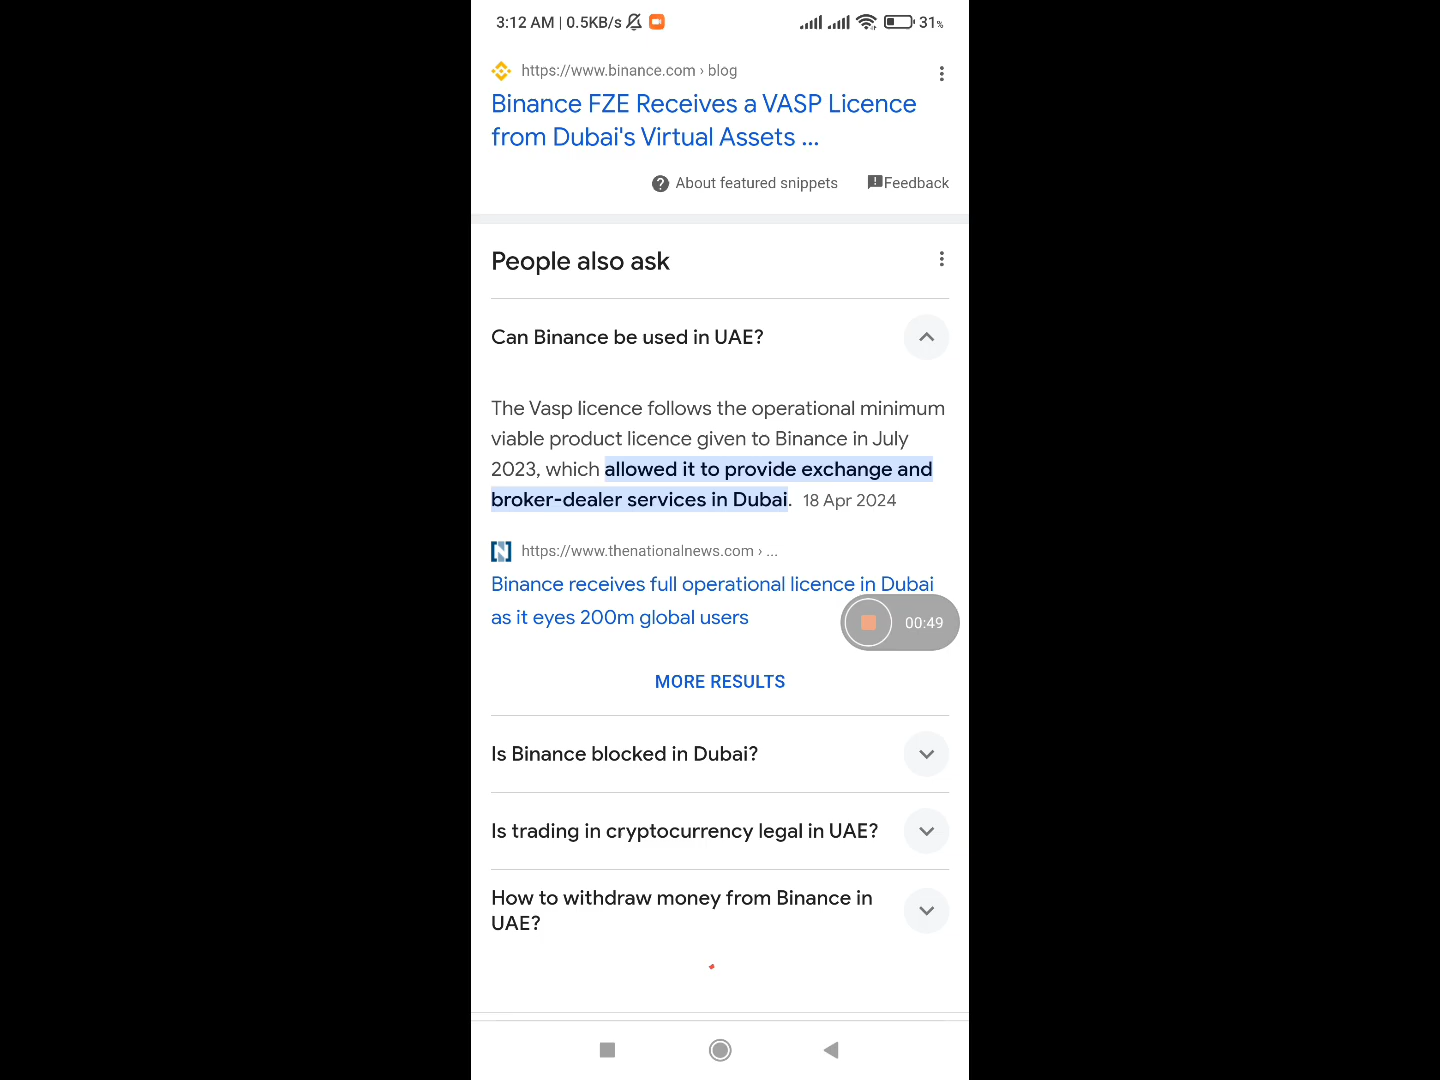 3:12 AM | 0.5KB/s 31%
https://www.binance.com › blog
Binance FZE Receives a VASP Licence
from Dubai's Virtual Assets ...
About featured snippets Feedback
People also ask
Can Binance be used in UAE?
The Vasp licence follows the operational minimum
viable product licence given to Binance in July
2023, which allowed it to provide exchange and
broker-dealer services in Dubai. 18 Apr 2024
https://www.thenationalnews.com › ...
Binance receives full operational licence in Dubai
as it eyes 200m global users
00:49
MORE RESULTS
Is Binance blocked in Dubai?
Is trading in cryptocurrency legal in UAE?
How to withdraw money from Binance in
UAE?